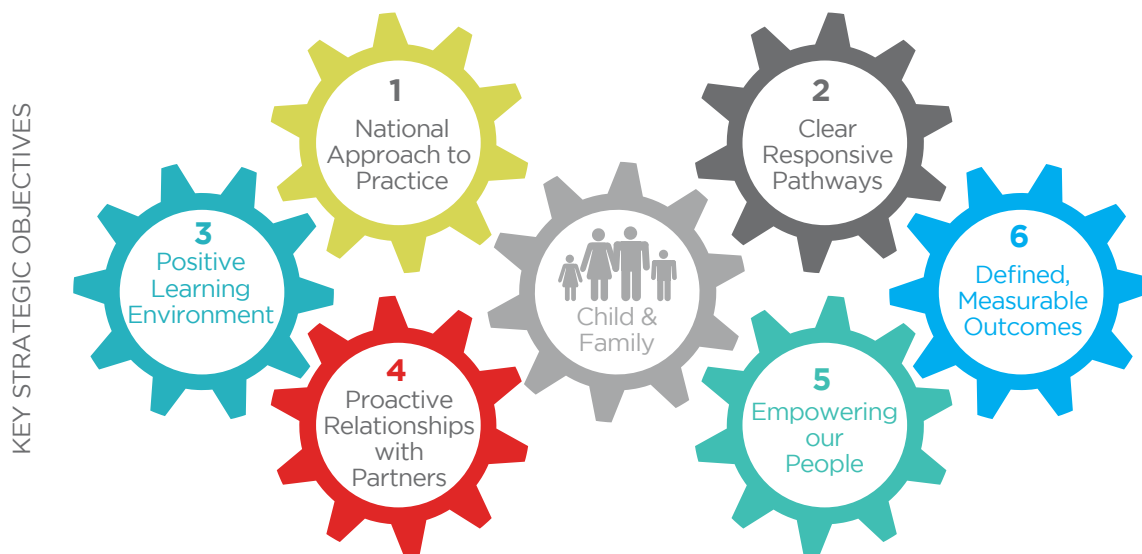 KEY STRATEGIC OBJECTIVES
1
National
Approach to
Practice
2
Clear
Responsive
Pathways
3
Positive
Learning
Environment
Child &
Family
6
Defined,
Measurable
Outcomes
4
Proactive
Relationships
with
Partners
5
Empowering
our
People